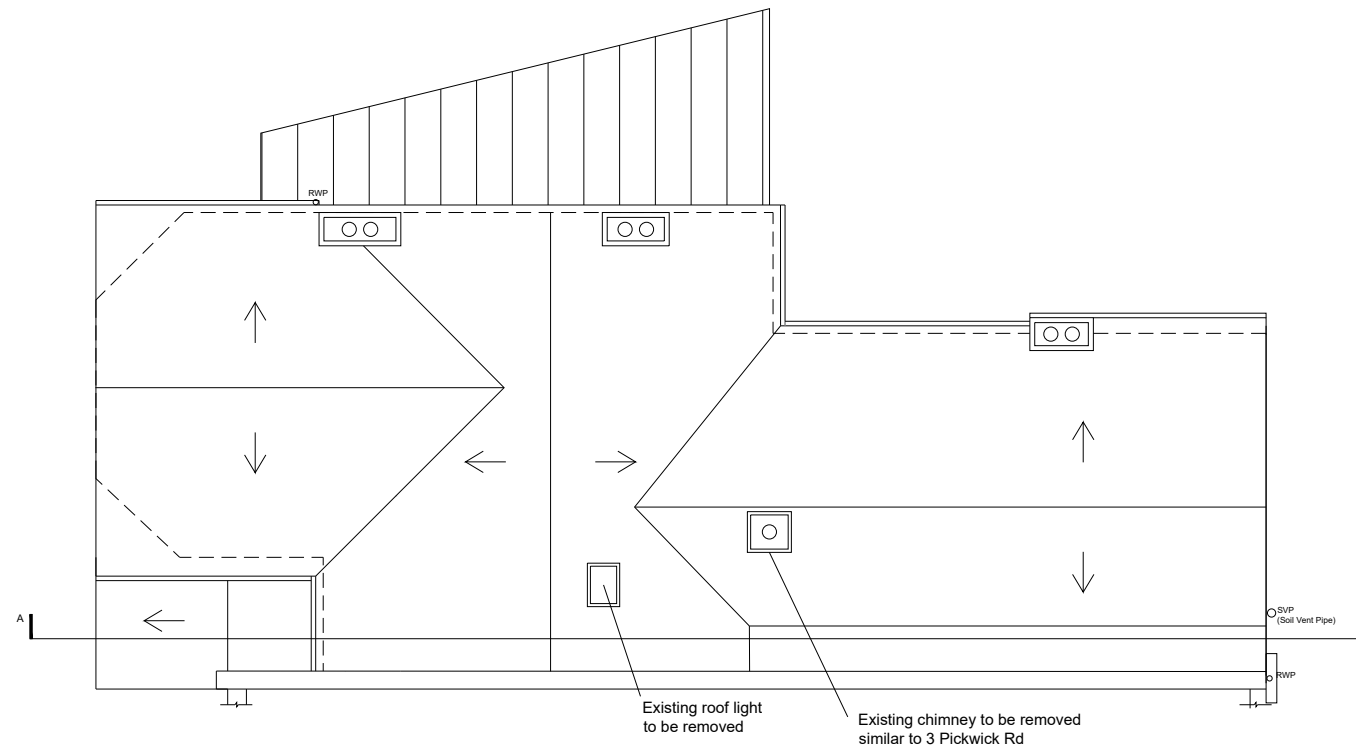 RWP
A
SVP
(Soil Vent Pipe)
RWP
Existing roof light
to be removed
Existing chimney to be removed
similar to 3 Pickwick Rd